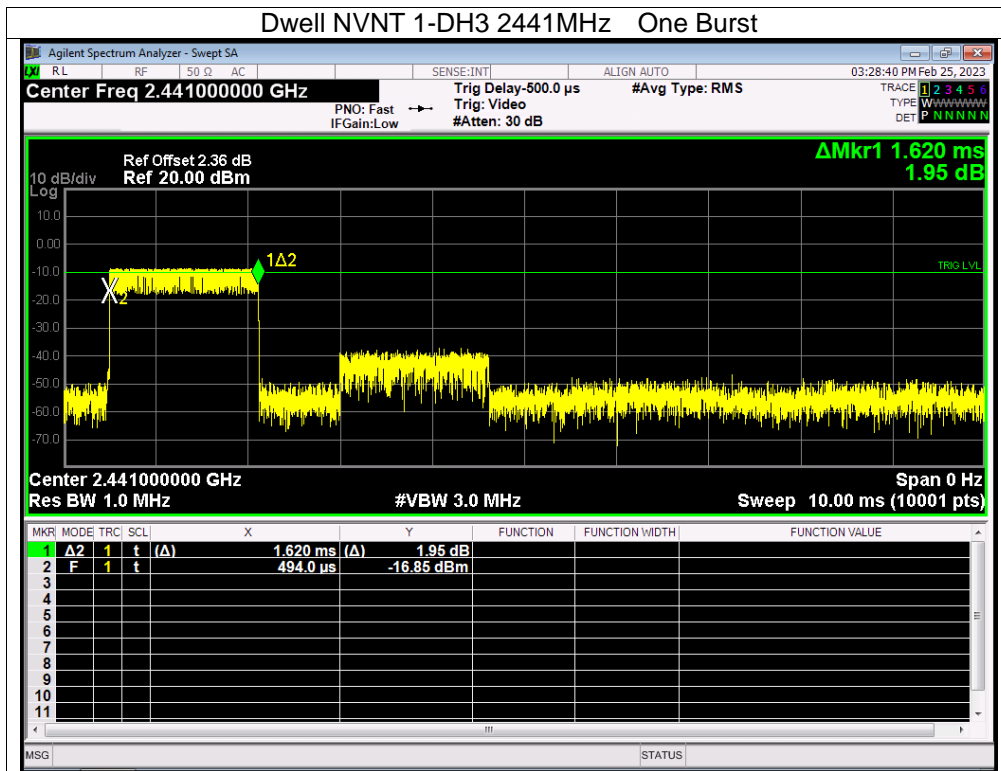 Dwell NVNT 1-DH3 2441MHz One Burst
Agilent Spectrum Analyzer - Swept SA
LXI RL RF 50 Ω AC SENSE:INT ALIGN AUTO 03:28:40 PM Feb 25, 2023
Center Freq 2.441000000 GHz Trig Delay-500.0 µs #Avg Type: RMS TRACE 1 2 3 4 5 6
PNO: Fast Trig: Video TYPE WWWWWW
IFGain:Low #Atten: 30 dB DET P N N N N N
Ref Offset 2.36 dB ΔMkr1 1.620 ms
10 dB/div Ref 20.00 dBm 1.95 dB
Log
10.0
0.00
1Δ2
-10.0 TRIG LVL
2
-20.0
-30.0
-40.0
-50.0
-60.0
-70.0
Center 2.441000000 GHz Span 0 Hz
Res BW 1.0 MHz #VBW 3.0 MHz Sweep 10.00 ms (10001 pts)
MKR MODE TRC SCL X Y FUNCTION FUNCTION WIDTH FUNCTION VALUE
1 Δ2 1 t (Δ) 1.620 ms (Δ) 1.95 dB
2 F 1 t 494.0 µs -16.85 dBm
3
4
5
6
7
8
9
10
11
MSG STATUS